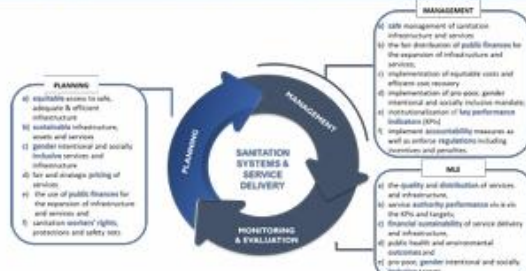 MANAGEMENT
a) safe management of sanitation
infrastructure and services
b) the fair distribution of public finances for
the expansion of infrastructure and
services,
c) implementation of equitable costs and
efficient cost recovery
d) implementation of pro-poor, gender
intentional and socially inclusive mandate
e) institutionalization of key performance
indicators (KPIs)
f) implement accountability measures as
well as enforce regulations including
incentives and penalties.
PLANNING
a) equitable access to safe,
adequate & efficient
infrastructure
b) sustainable infrastructure,
assets and services
c) gender intentional and socially
inclusive services and
infrastructure
d) fair and strategic pricing of
services
e) the use of public finances for
the expansion of infrastructure
and services and
f) sanitation workers' rights,
protections and safety nets
PLANNING
MANAGEMENT
SANITATION
SYSTEMS &
SERVICE
DELIVERY
MONITORING
& EVALUATION
a) the quality and distribution of services
and infrastructure,
b) service authority performance vis-à-vis
the KPIs and targets,
c) financial sustainability of service delivery
and infrastructure,
d) public health and environmental
outcomes and
e) pro-poor, gender intentional and socially